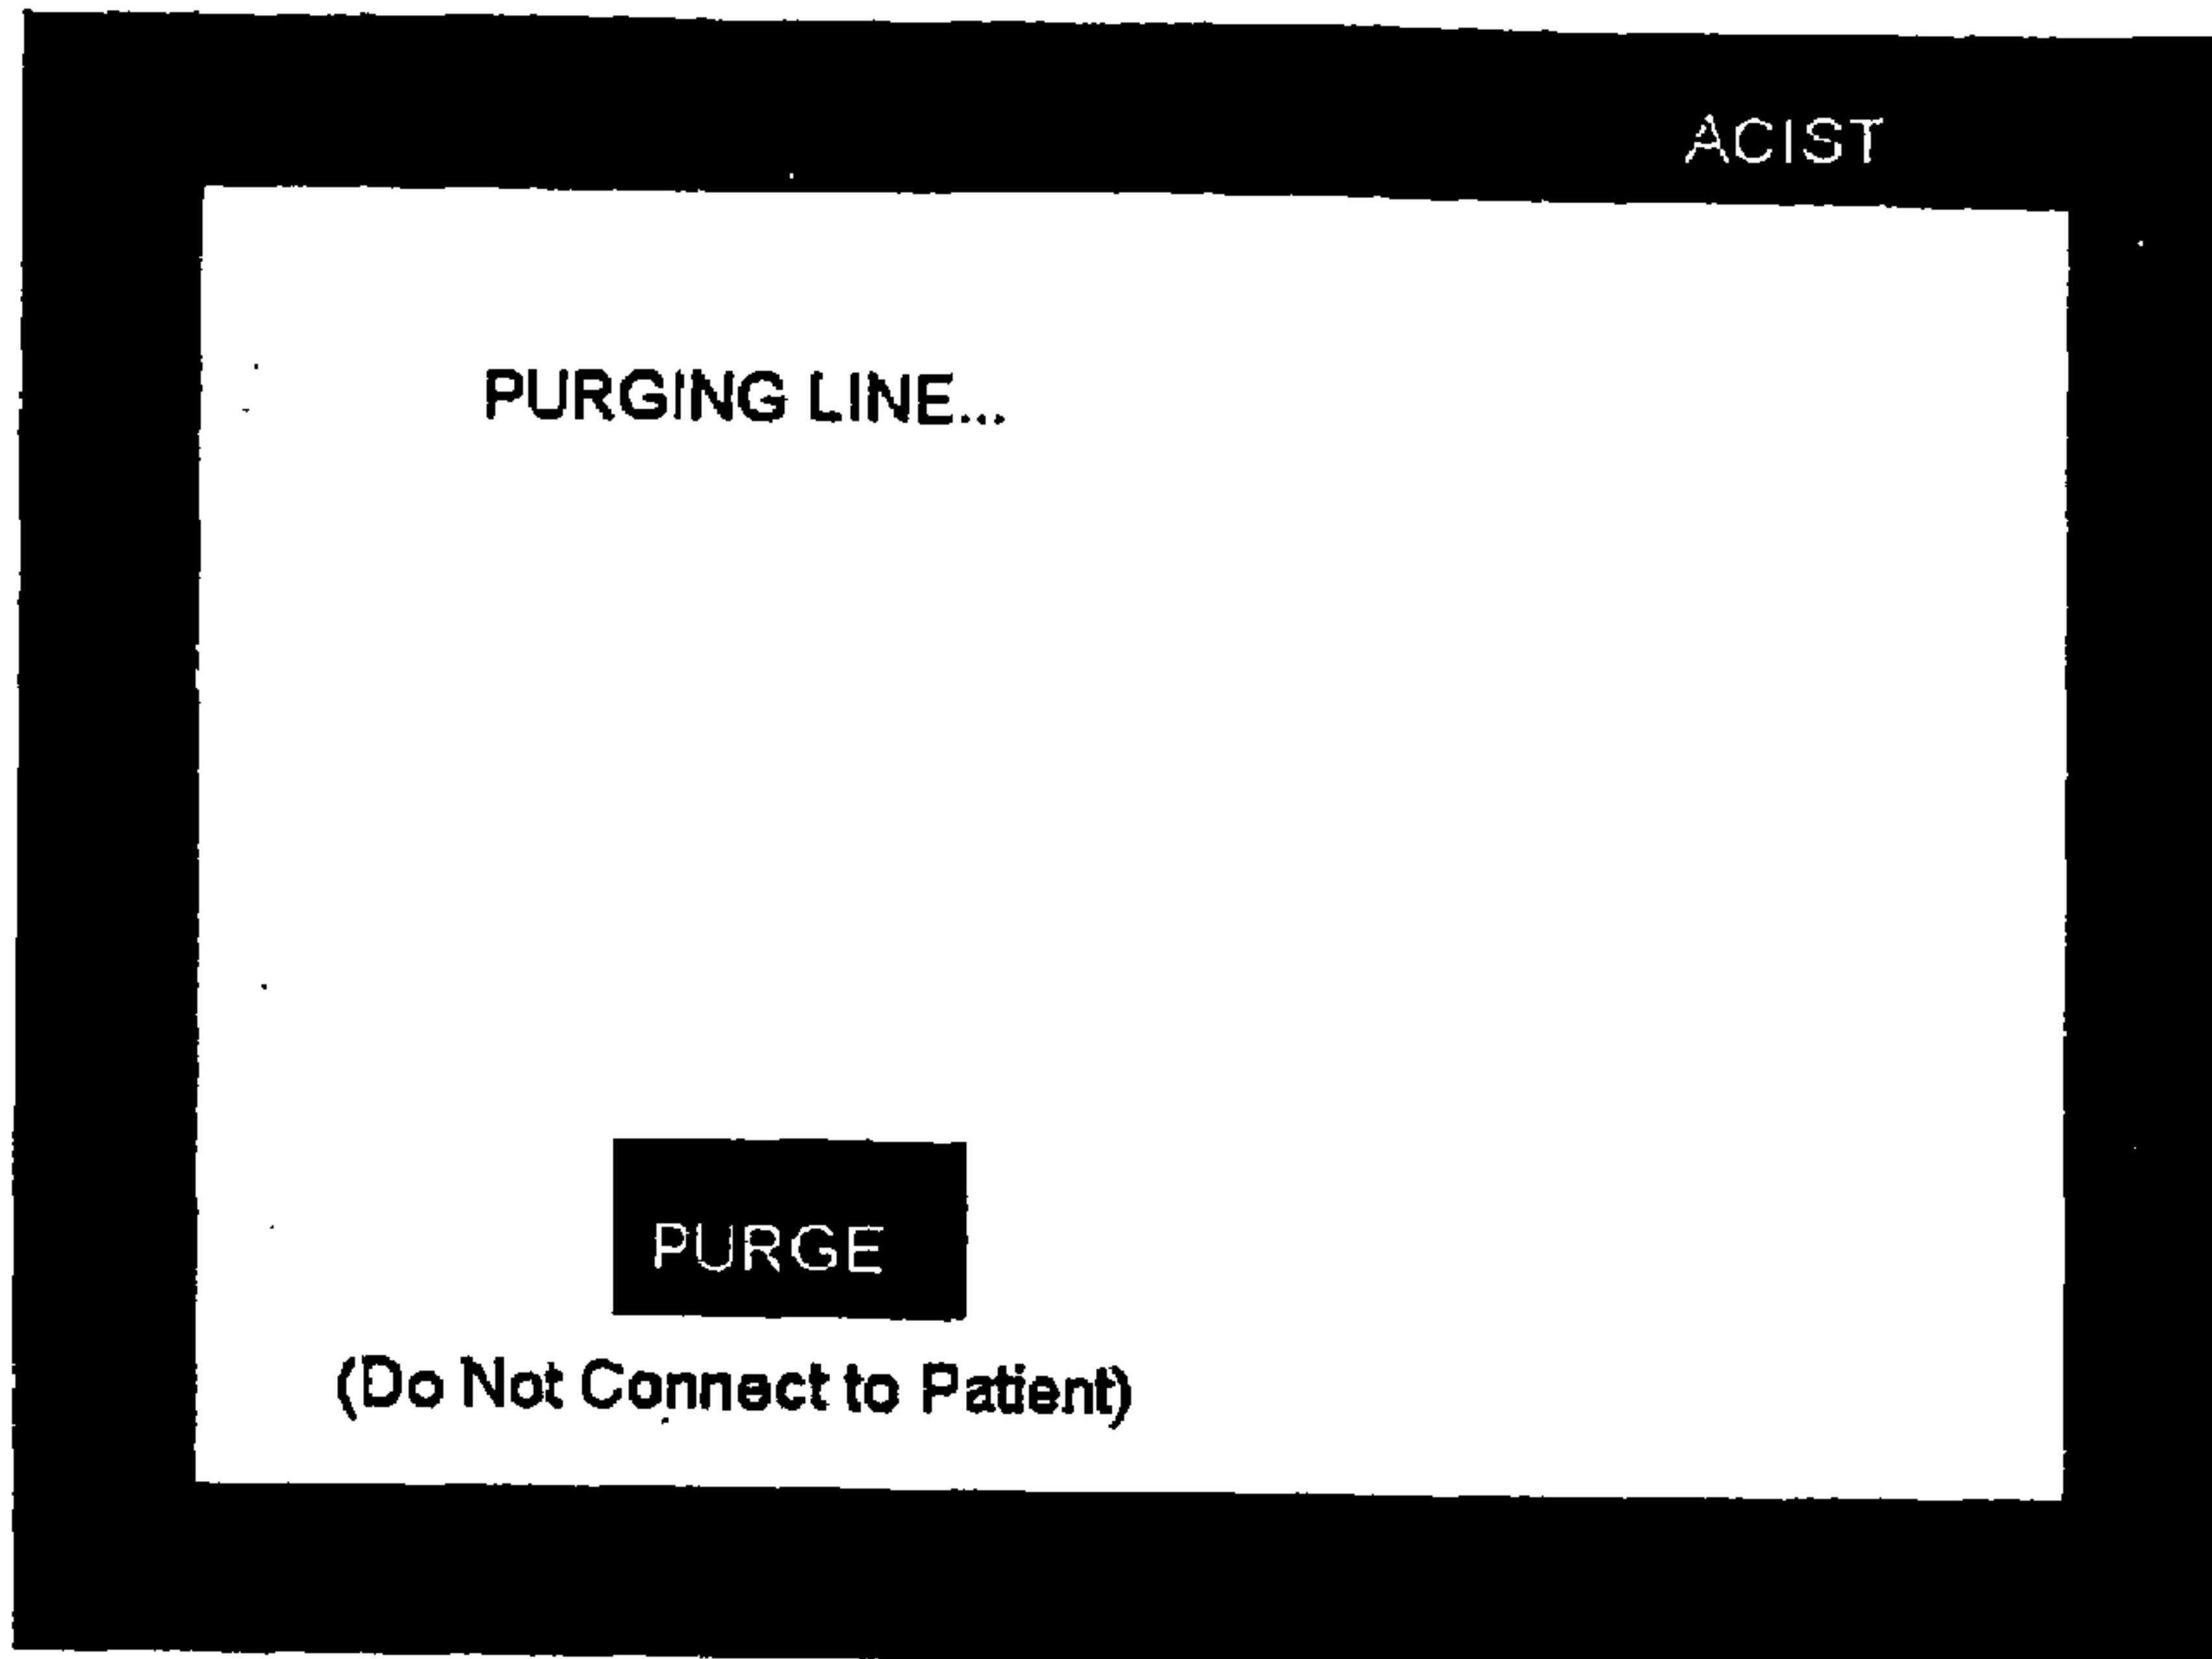 ACIST
PURGING LINE...
PURGE
(Do Not Connect to Patient)